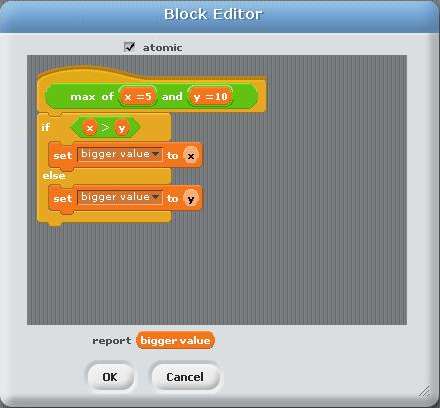 Block Editor
atomic
max of x =5 and y =10
if x > y
set bigger value to x
else
set bigger value to y
report bigger value
OK Cancel